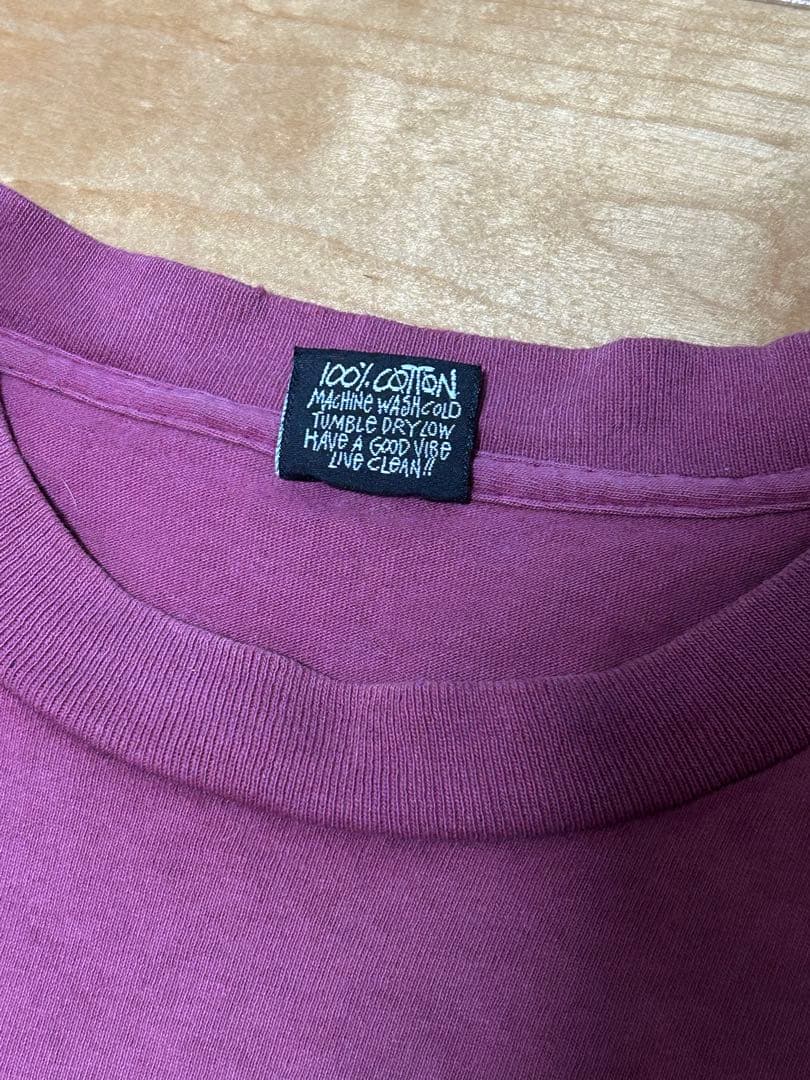 100% COTTON
MACHINE WASH COLD
TUMBLE DRY LOW
HAVE A GOOD VIBE
LIVE CLEAN!!